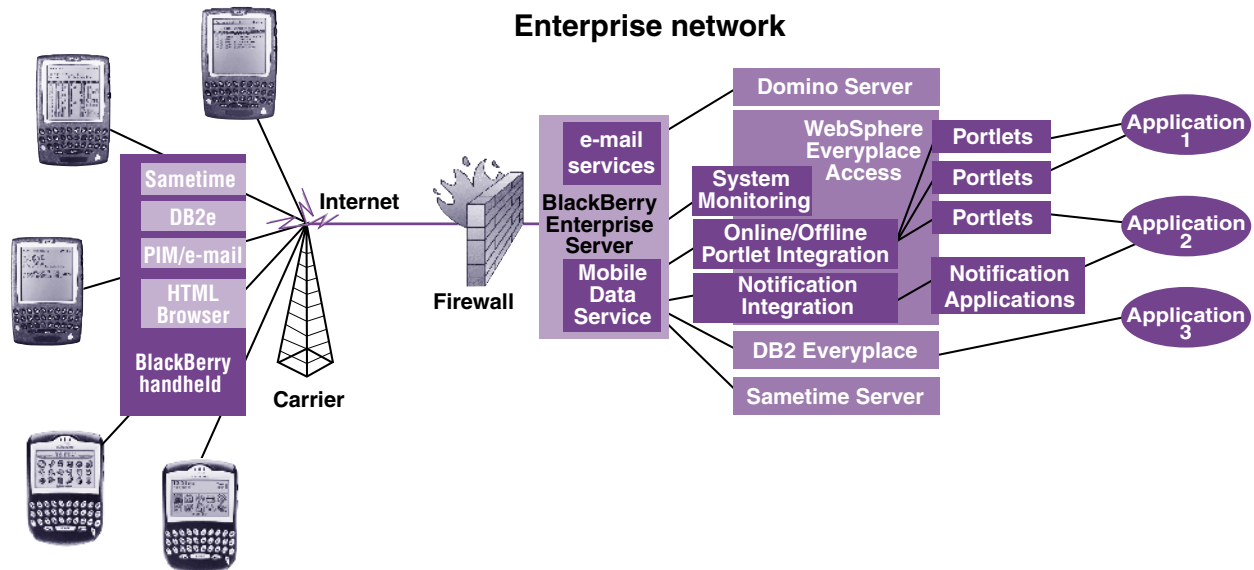 Enterprise network
Sametime
DB2e
PIM/e-mail
HTML
Browser
BlackBerry
handheld
Internet
Carrier
Firewall
e-mail
services
BlackBerry
Enterprise
Server
Mobile
Data
Service
Domino Server
WebSphere
Everyplace
Access
System
Monitoring
Online/Offline
Portlet Integration
Notification
Integration
DB2 Everyplace
Sametime Server
Portlets
Portlets
Portlets
Notification
Applications
Application
1
Application
2
Application
3